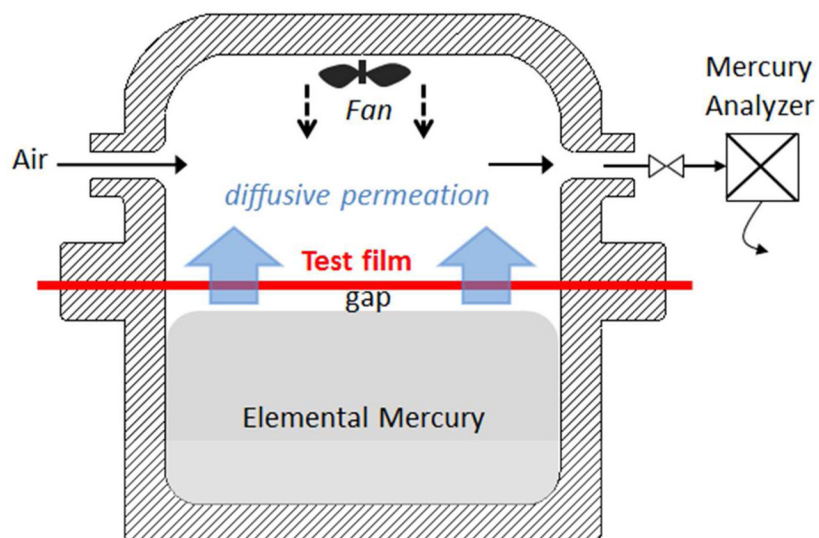 Fan
Mercury
Analyzer
Air
diffusive permeation
Test film
gap
Elemental Mercury